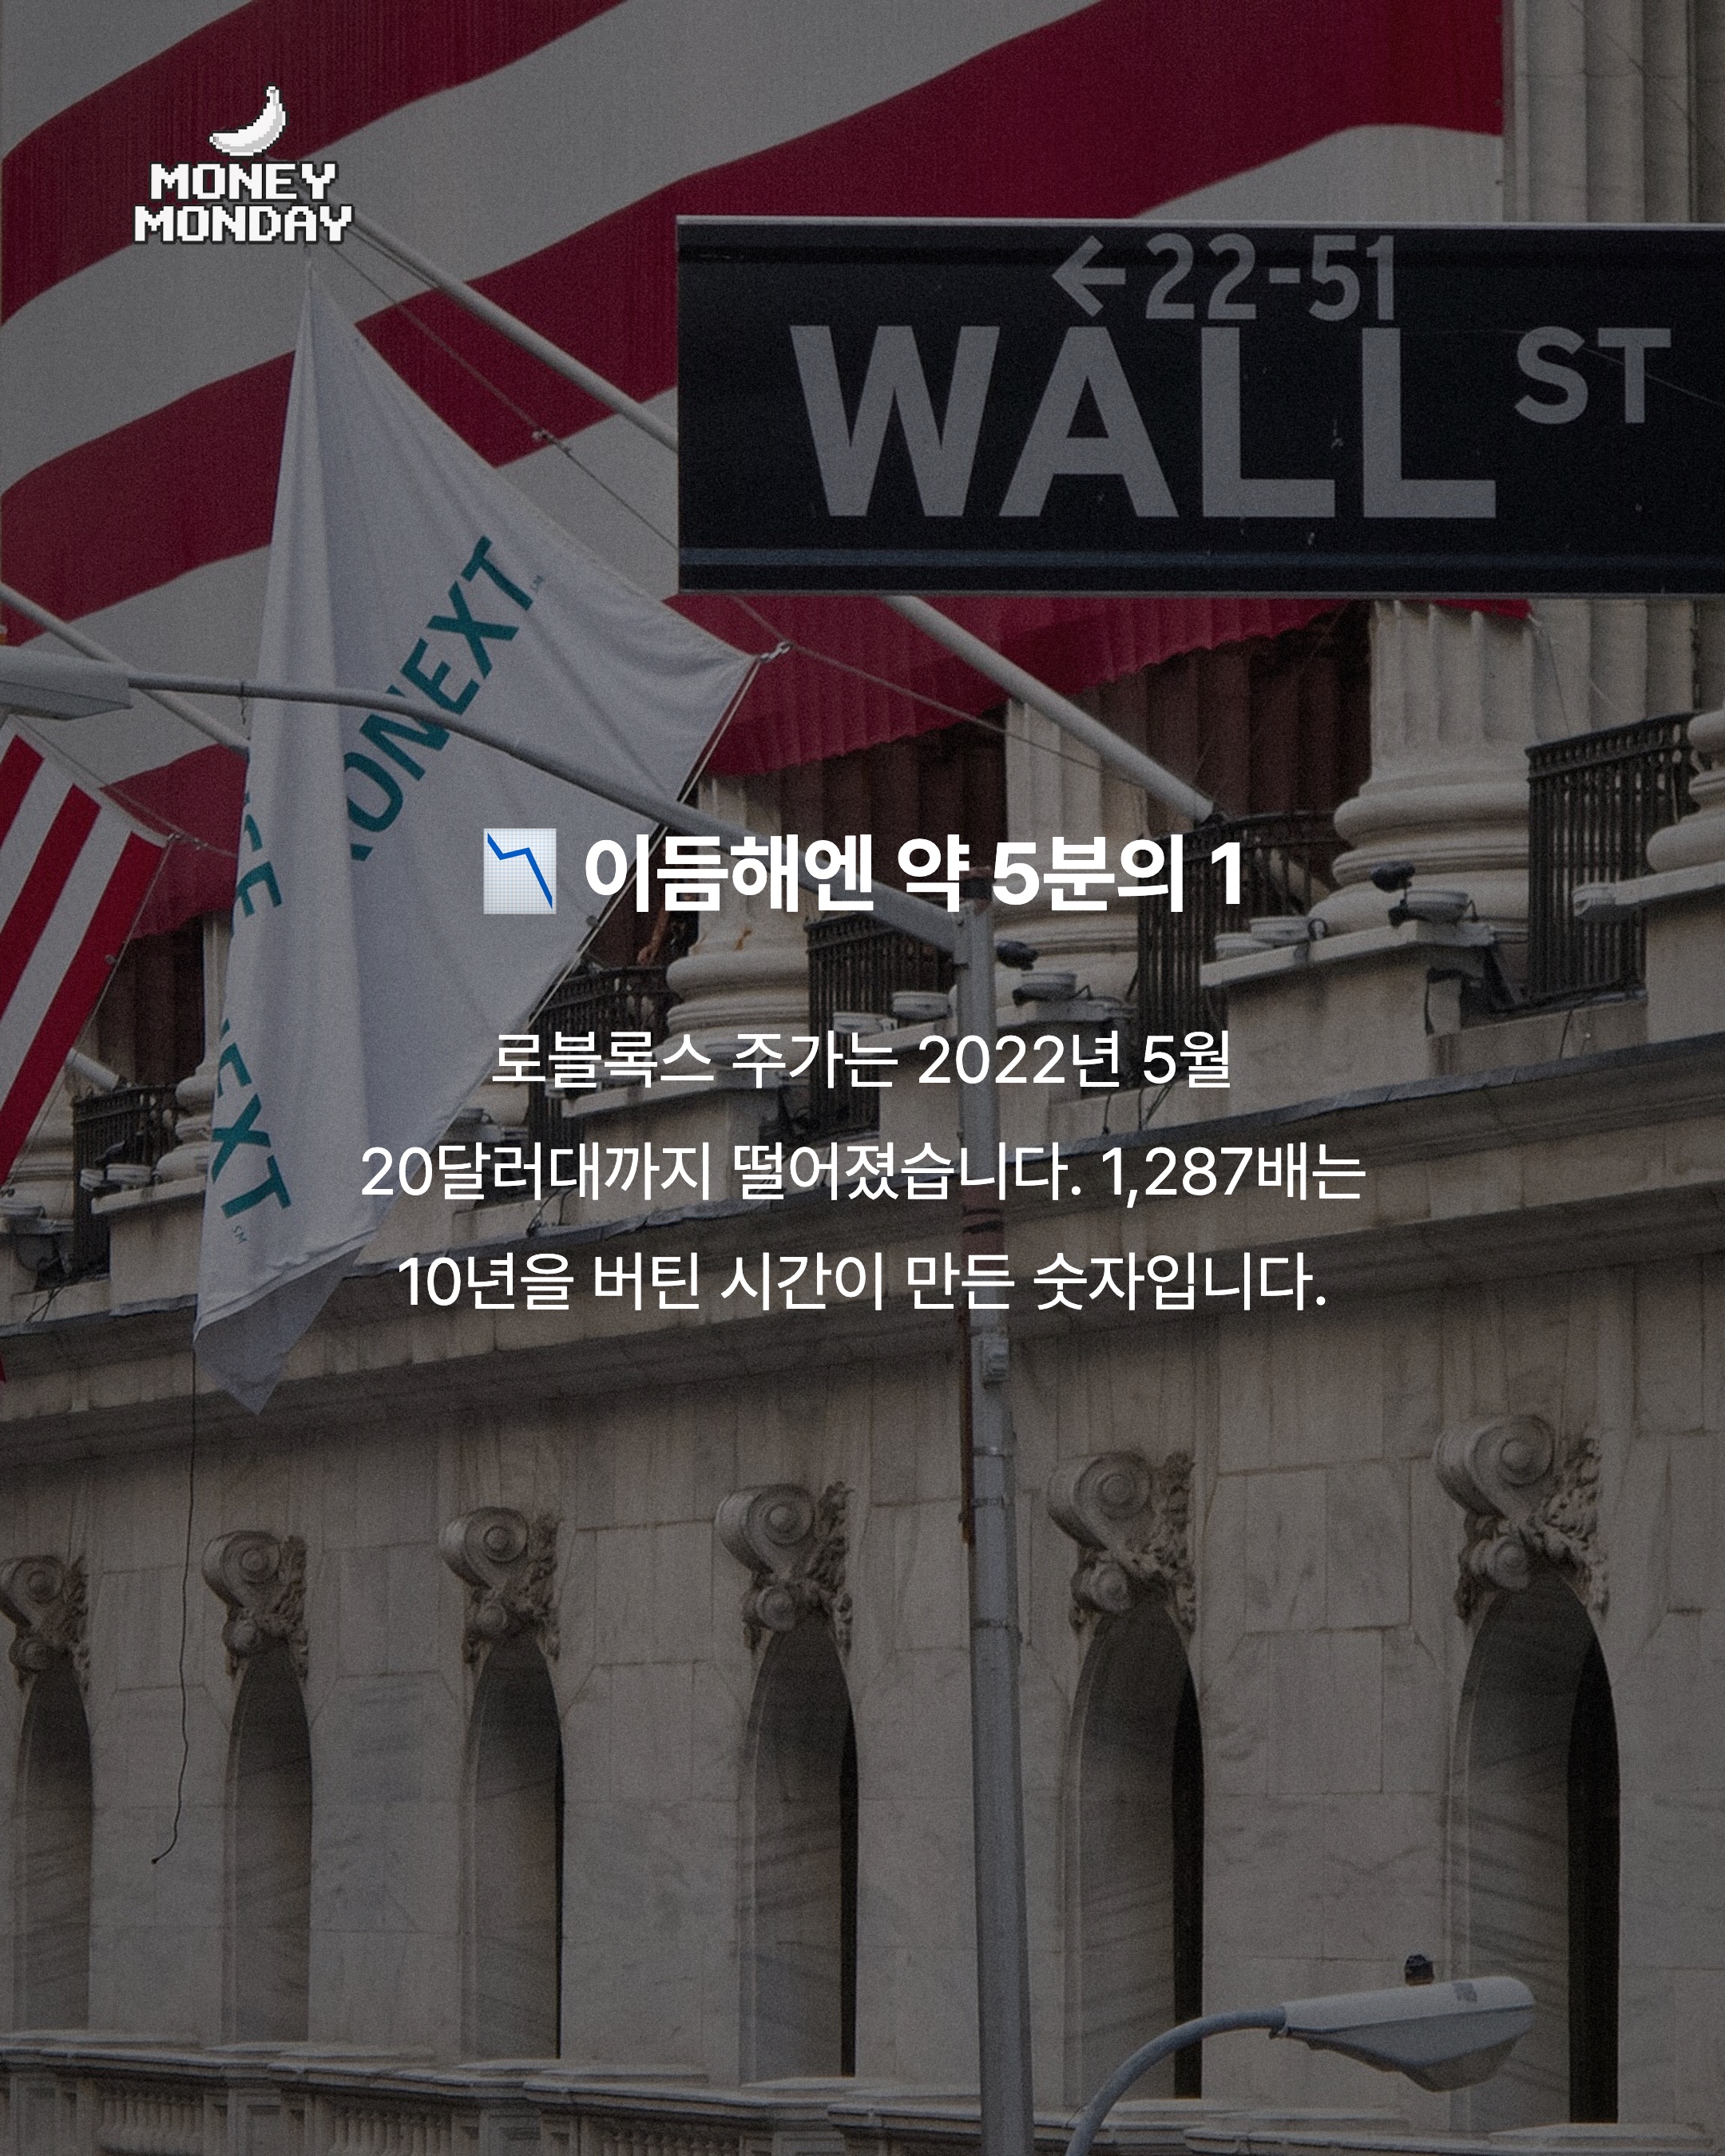 MONEY
MONDAY
←22-51
WALL ST
ONEXT
EXT
📉 이듬해엔 약 5분의 1
로블록스 주가는 2022년 5월
20달러대까지 떨어졌습니다. 1,287배는
10년을 버틴 시간이 만든 숫자입니다.